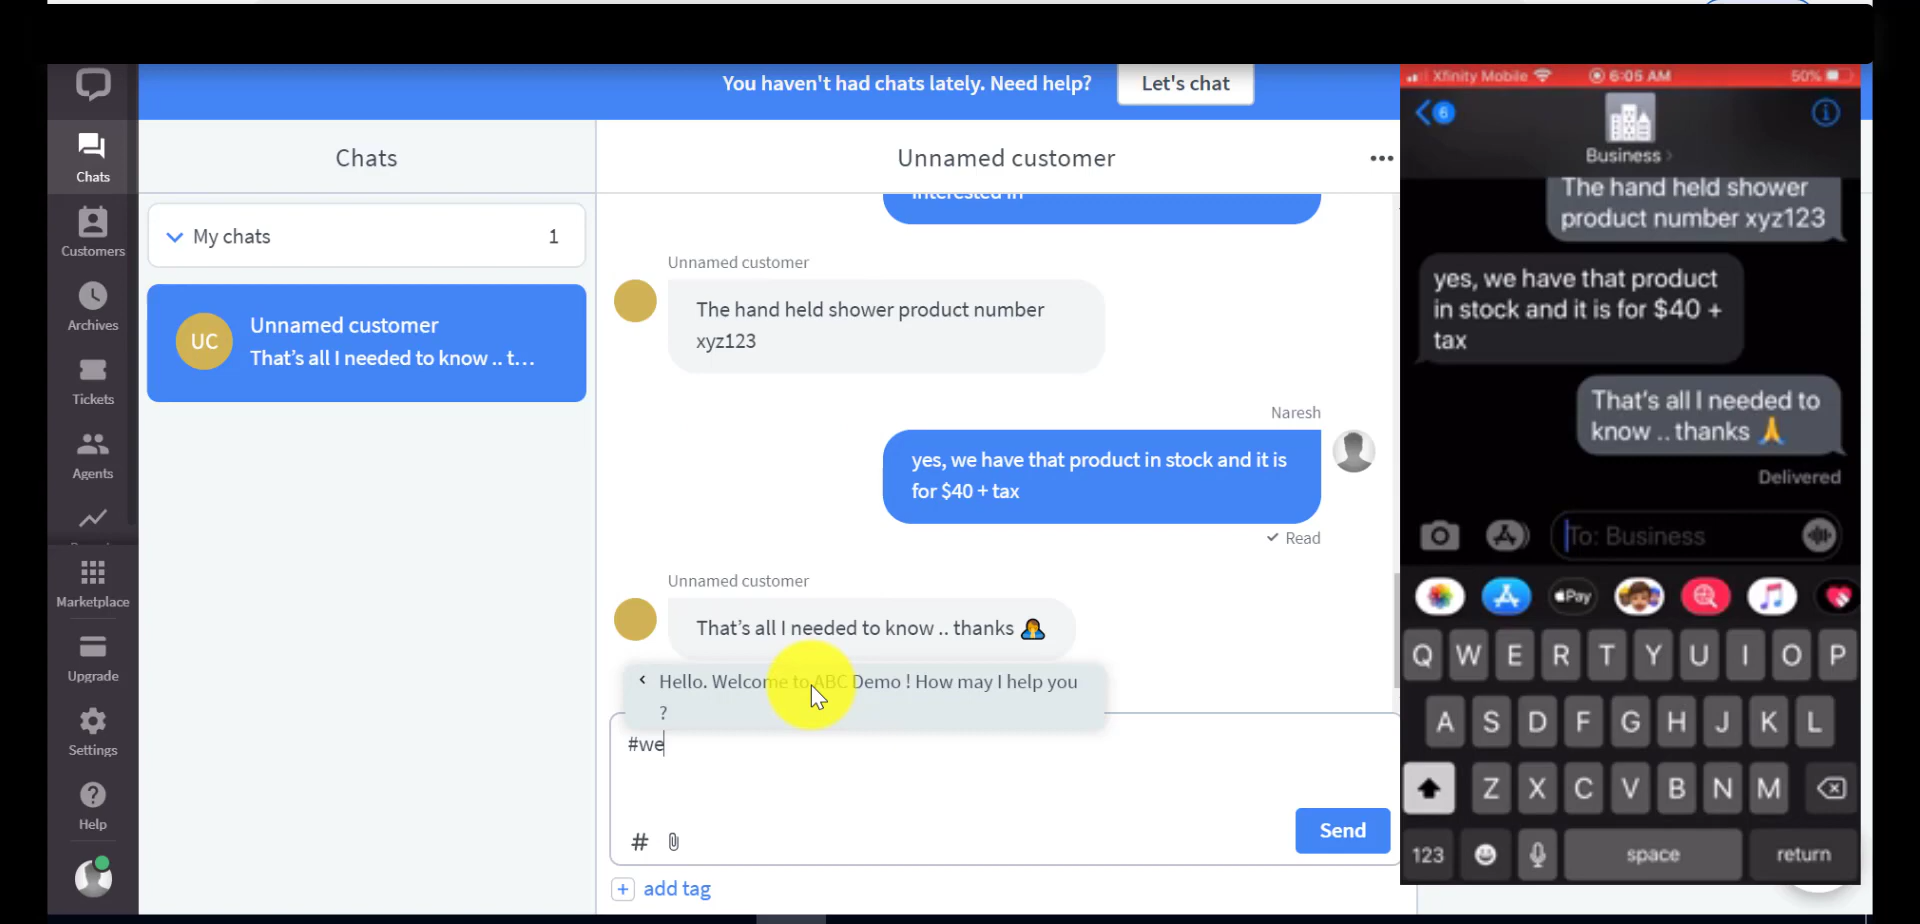 You haven't had chats lately. Need help?
Let's chat
Chats
Customers
Archives
Tickets
Agents
Marketplace
Upgrade
Settings
Help
Chats
My chats
1
UC
Unnamed customer
That's all I needed to know .. t...
Unnamed customer
•••
interested in
Unnamed customer
The hand held shower product number
xyz123
Naresh
yes, we have that product in stock and it is
for $40 + tax
✓ Read
Unnamed customer
That's all I needed to know .. thanks 🤦
Hello. Welcome to ABC Demo ! How may I help you
?
#we
#
Send
+ add tag
Xfinity Mobile
6:05 AM
50%
6
Business
The hand held shower
product number xyz123
yes, we have that product
in stock and it is for $40 +
tax
That's all I needed to
know .. thanks 🙏
Delivered
To: Business
Pay
Q W E R T Y U I O P
A S D F G H J K L
Z X C V B N M
123
space
return